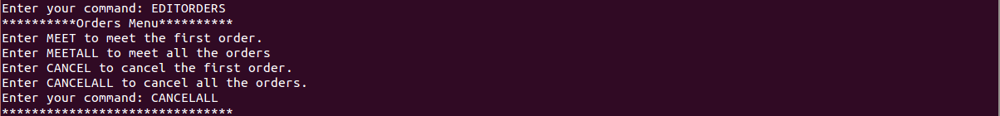 Enter your command: EDITORDERS
**********Orders Menu**********
Enter MEET to meet the first order.
Enter MEETALL to meet all the orders
Enter CANCEL to cancel the first order.
Enter CANCELALL to cancel all the orders.
Enter your command: CANCELALL
*******************************